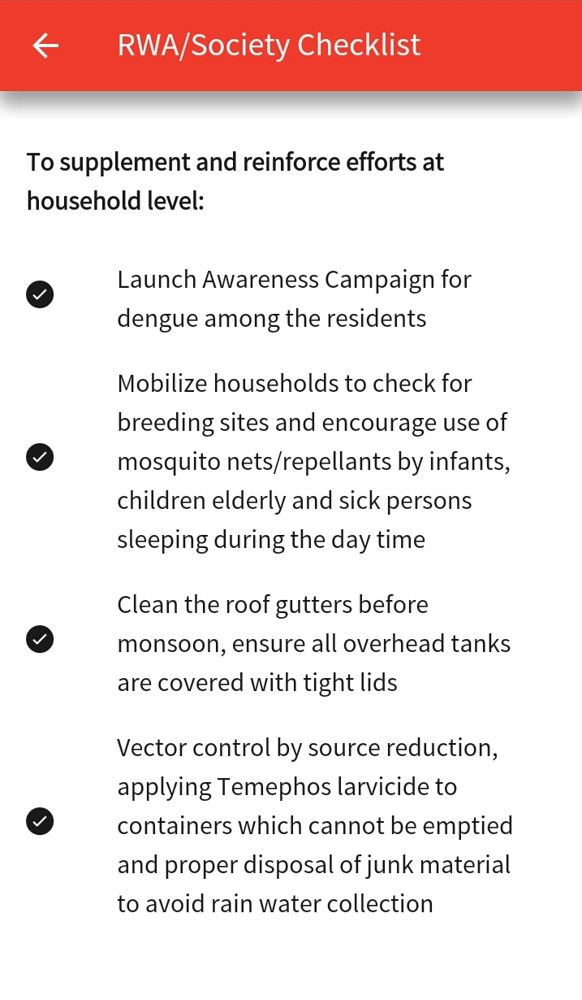 RWA/Society Checklist
To supplement and reinforce efforts at
household level:
Launch Awareness Campaign for
dengue among the residents
Mobilize households to check for
breeding sites and encourage use of
mosquito nets/repellants by infants,
children elderly and sick persons
sleeping during the day time
Clean the roof gutters before
monsoon, ensure all overhead tanks
are covered with tight lids
Vector control by source reduction,
applying Temephos larvicide to
containers which cannot be emptied
and proper disposal of junk material
to avoid rain water collection